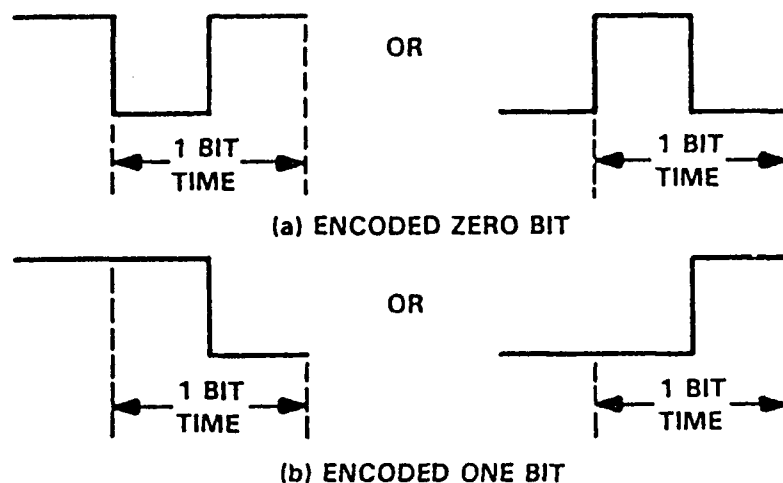 OR
1 BIT
TIME
1 BIT
TIME
(a) ENCODED ZERO BIT
OR
1 BIT
TIME
1 BIT
TIME
(b) ENCODED ONE BIT